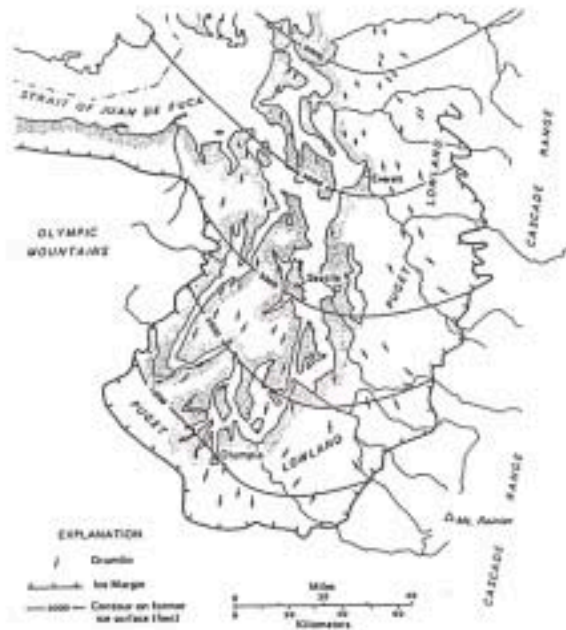 STRAIT OF JUAN DE FUCA
Everett
LOWLAND
CASCADE RANGE
OLYMPIC
MOUNTAINS
PUGET
Seattle
PUGET
Olympia
LOWLAND
Mt. Rainier
CASCADE RANGE
EXPLANATION
Drumlin
Ice Margin
Contour on former
ice surface (feet)
Miles
Kilometers